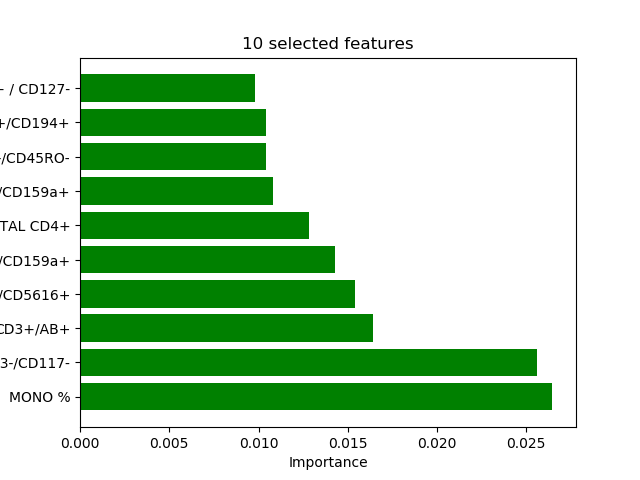 10 selected features
+ / CD127-
+/CD194+
-/CD45RO-
/CD159a+
TAL CD4+
/CD159a+
/CD5616+
CD3+/AB+
3-/CD117-
MONO %
0.000 0.005 0.010 0.015 0.020 0.025
Importance